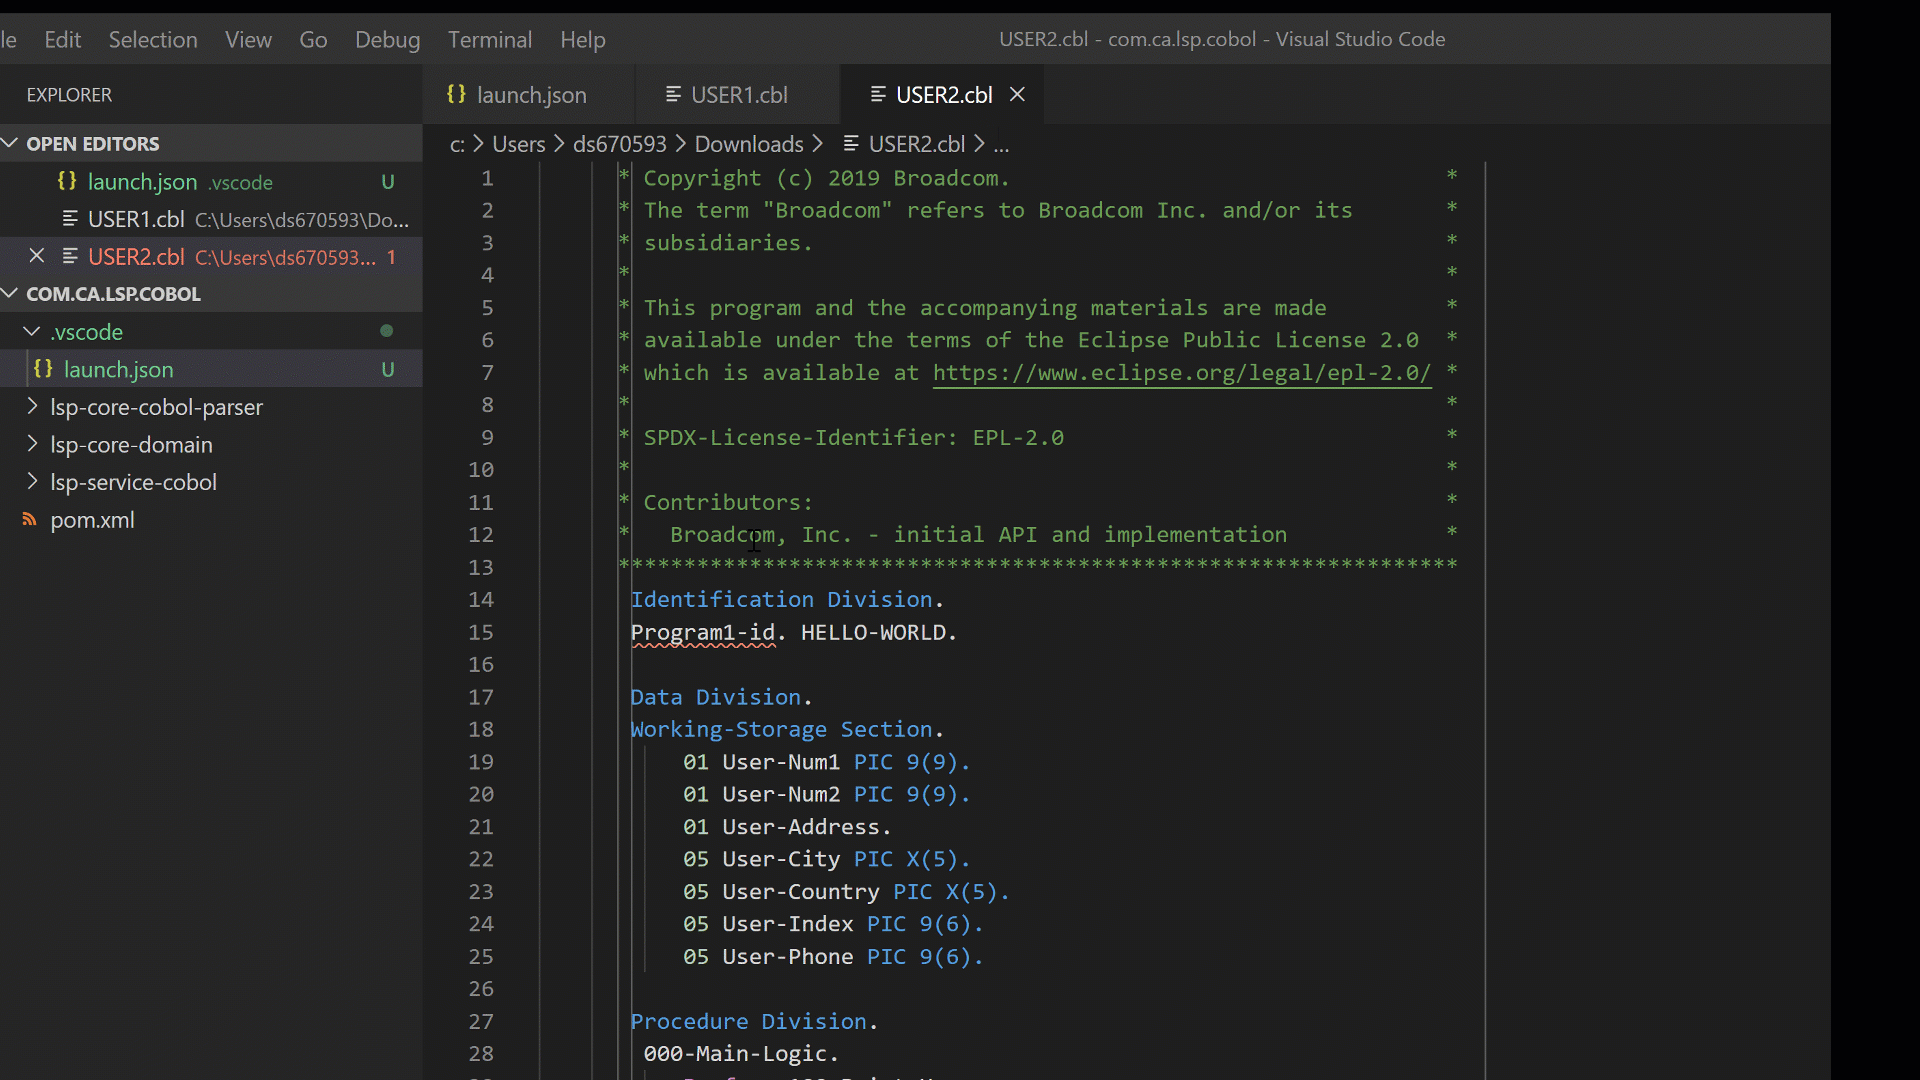 le Edit Selection View Go Debug Terminal Help USER2.cbl - com.ca.lsp.cobol - Visual Studio Code
EXPLORER
OPEN EDITORS
{} launch.json .vscode U
USER1.cbl C:\Users\ds670593\Do...
USER2.cbl C:\Users\ds670593... 1
COM.CA.LSP.COBOL
.vscode
{} launch.json U
lsp-core-cobol-parser
lsp-core-domain
lsp-service-cobol
pom.xml
{} launch.json USER1.cbl USER2.cbl
c: > Users > ds670593 > Downloads > USER2.cbl > ...
1 * Copyright (c) 2019 Broadcom. *
2 * The term "Broadcom" refers to Broadcom Inc. and/or its *
3 * subsidiaries. *
4 * *
5 * This program and the accompanying materials are made *
6 * available under the terms of the Eclipse Public License 2.0 *
7 * which is available at https://www.eclipse.org/legal/epl-2.0/ *
8 * *
9 * SPDX-License-Identifier: EPL-2.0 *
10 * *
11 * Contributors: *
12 * Broadcom, Inc. - initial API and implementation *
13 ****************************************************************
14 Identification Division.
15 Program1-id. HELLO-WORLD.
16
17 Data Division.
18 Working-Storage Section.
19 01 User-Num1 PIC 9(9).
20 01 User-Num2 PIC 9(9).
21 01 User-Address.
22 05 User-City PIC X(5).
23 05 User-Country PIC X(5).
24 05 User-Index PIC 9(6).
25 05 User-Phone PIC 9(6).
26
27 Procedure Division.
28 000-Main-Logic.